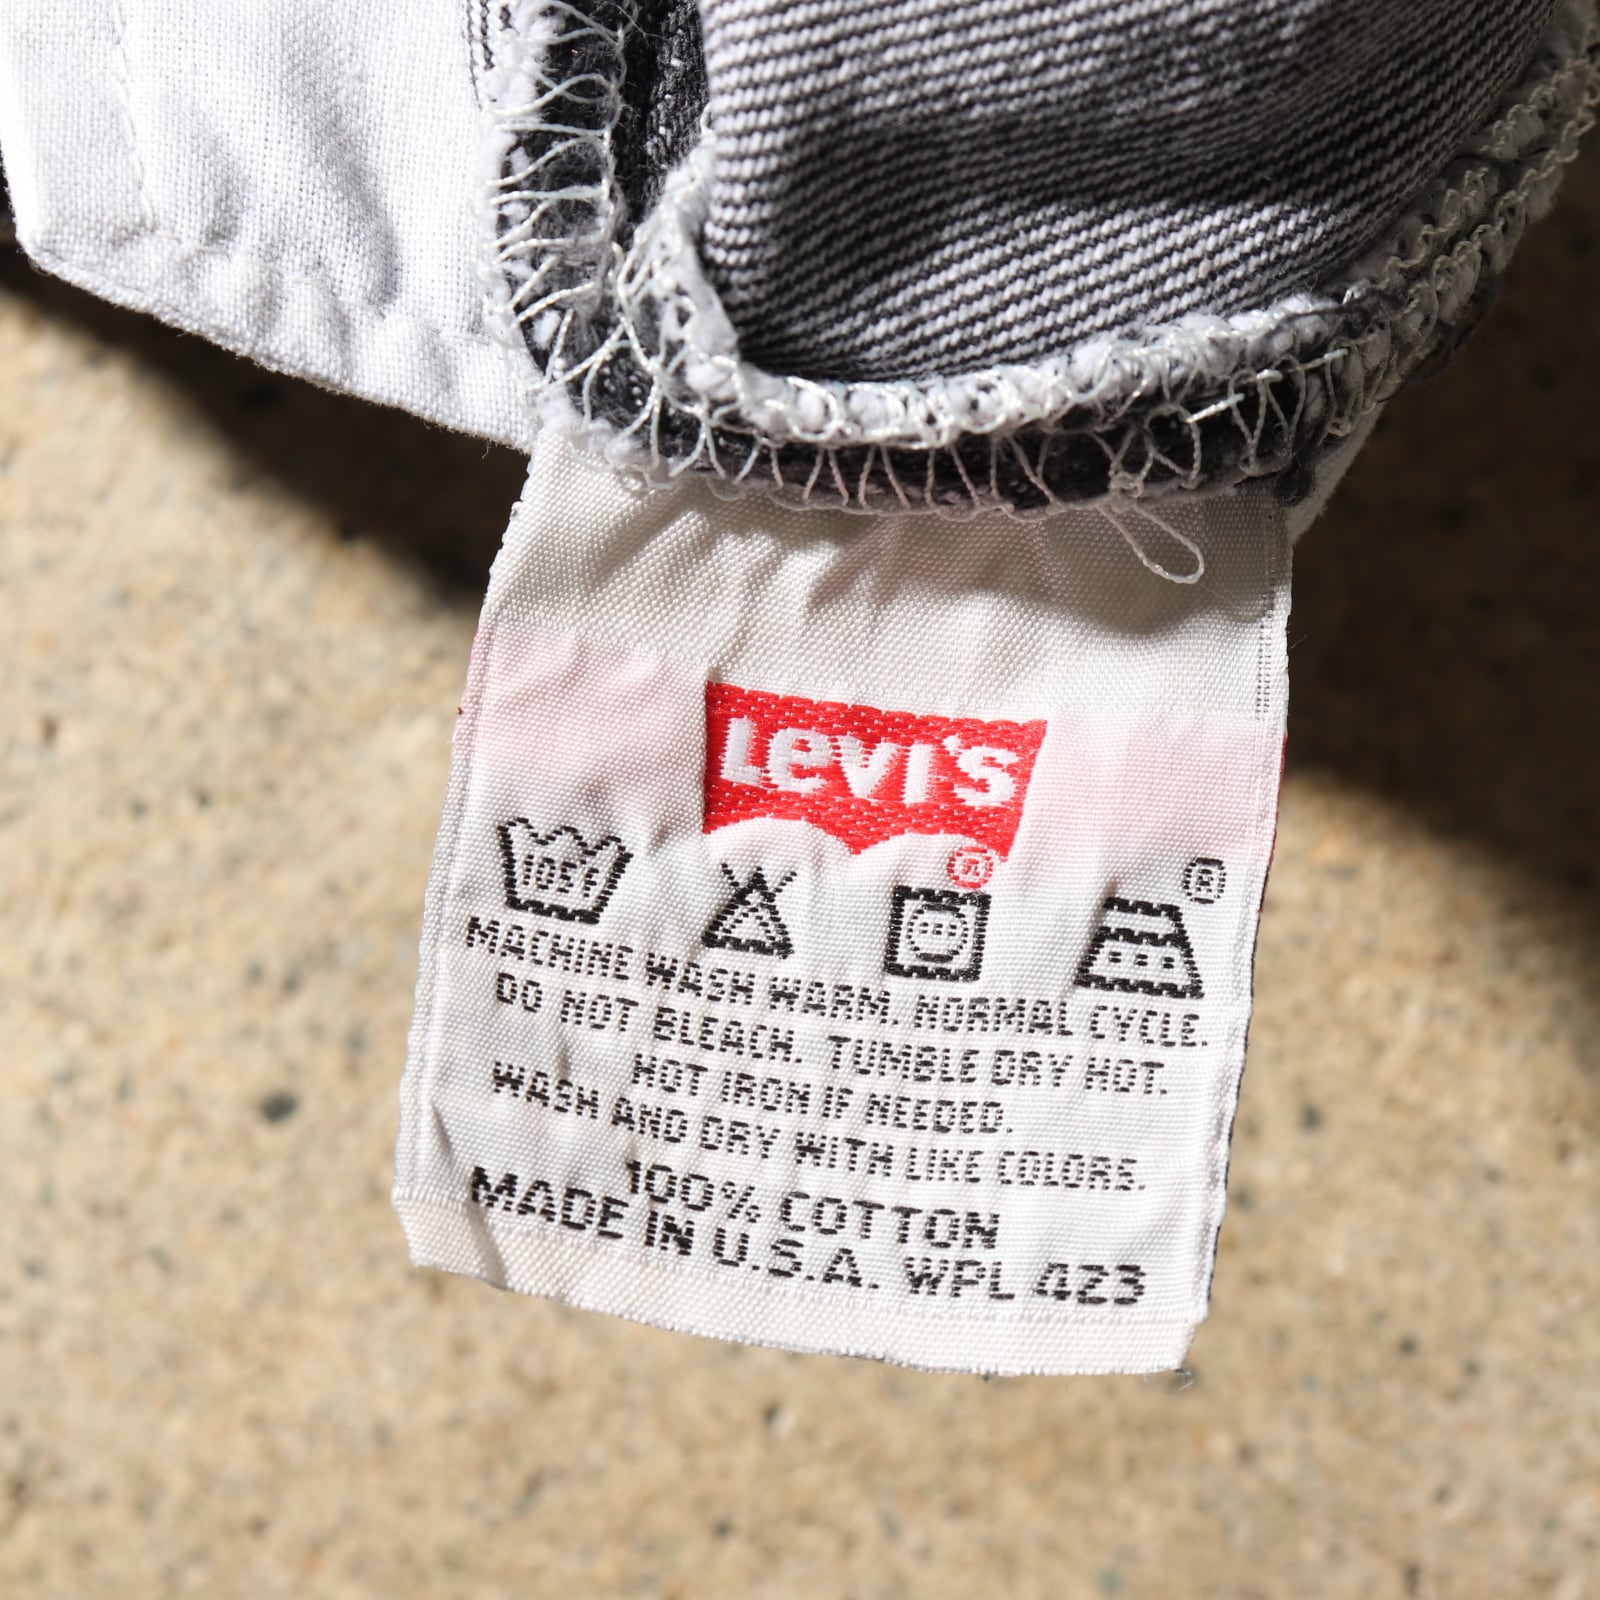 Levi's
®
®
105F
MACHINE WASH WARM. NORMAL CYCLE.
DO NOT BLEACH. TUMBLE DRY HOT.
HOT IRON IF NEEDED.
WASH AND DRY WITH LIKE COLORS.
100% COTTON
MADE IN U.S.A. WPL 423